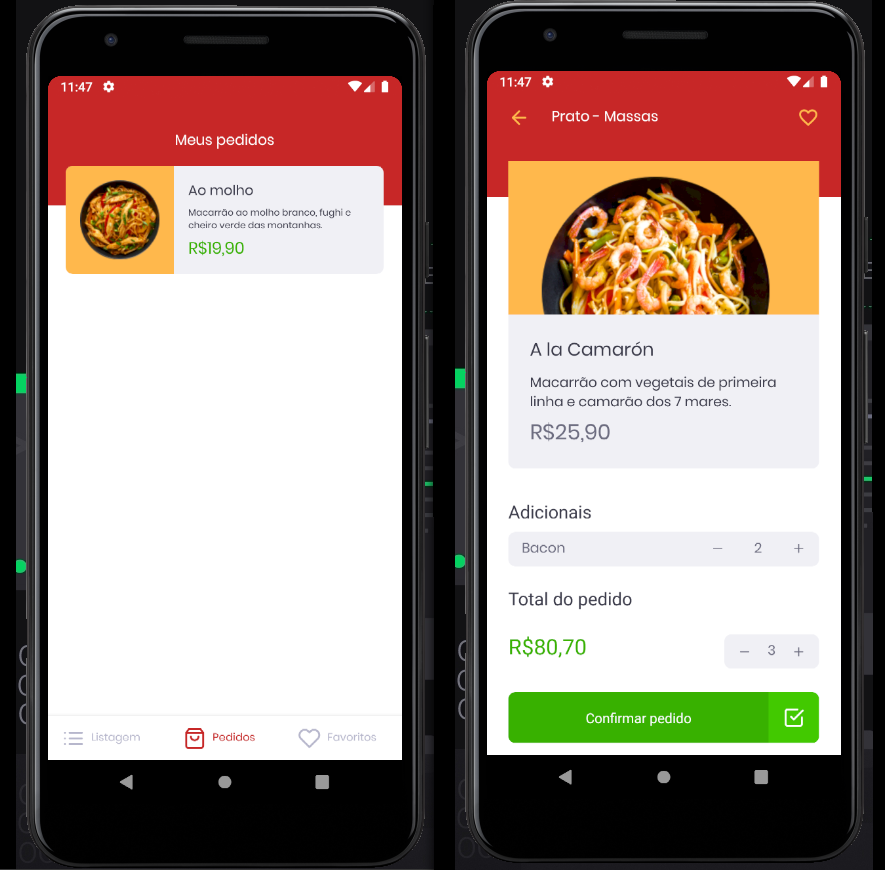 11:47
Meus pedidos
Ao molho
Macarrão ao molho branco, fughi e
cheiro verde das montanhas.
R$19,90
Listagem
Pedidos
Favoritos
11:47
Prato - Massas
A la Camarón
Macarrão com vegetais de primeira
linha e camarão dos 7 mares.
R$25,90
Adicionais
Bacon − 2 +
Total do pedido
R$80,70 − 3 +
Confirmar pedido